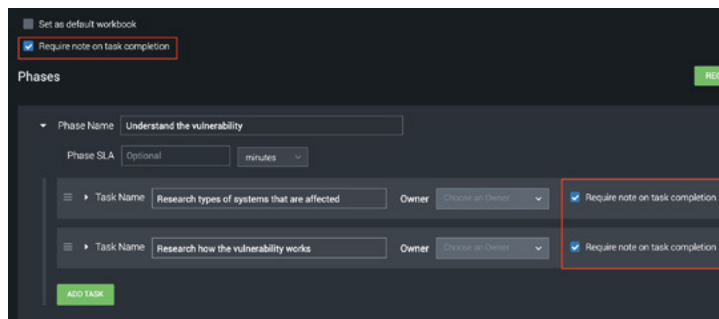 Set as default workbook
Require note on task completion
Phases
Phase Name Understand the vulnerability
Phase SLA Optional minutes
Task Name Research types of systems that are affected Owner Choose an Owner Require note on task completion
Task Name Research how the vulnerability works Owner Choose an Owner Require note on task completion
ADD TASK